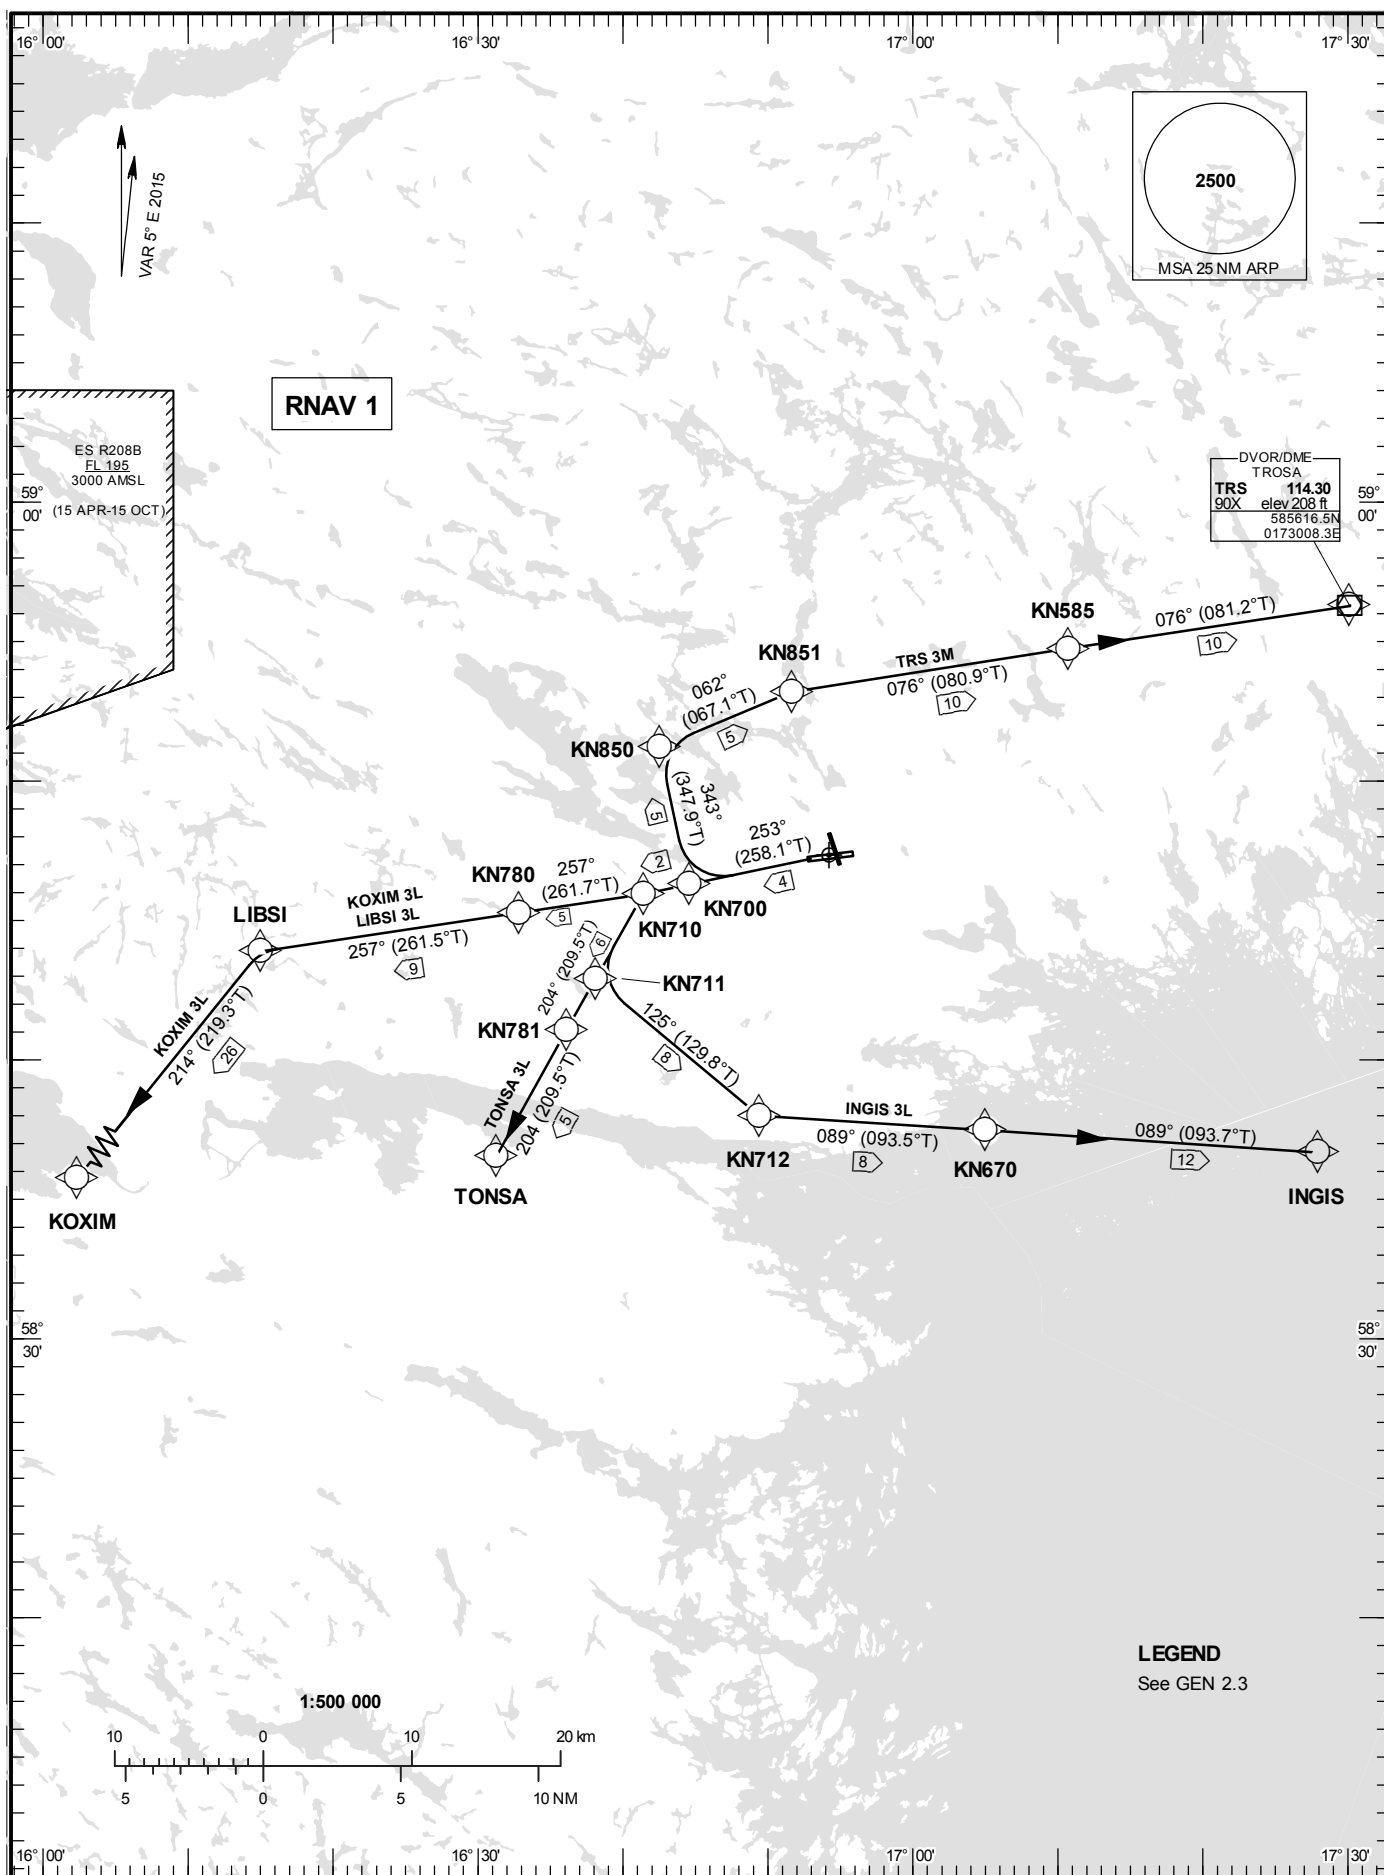 16° 00'
16° 30'
17° 00'
17° 30'
VAR 5° E 2015
2500
MSA 25 NM ARP
RNAV 1
ES R208B
FL 195
3000 AMSL
(15 APR-15 OCT)
59°
00'
DVOR/DME
TROSA
TRS 114.30
90X elev 208 ft
585616.5N
0173008.3E
59°
00'
KN585
076° (081.2°T)
10
KN851
TRS 3M
076° (080.9°T)
10
062°
(067.1°T)
5
KN850
343°
(347.9°T)
5
253°
(258.1°T)
4
2
KN780
257°
(261.7°T)
5
KN700
KN710
KOXIM 3L
LIBSI 3L
257° (261.5°T)
9
LIBSI
204° (209.5°T)
6
KN711
KN781
125° (129.8°T)
8
KOXIM 3L
214° (219.3°T)
26
TONSA 3L
204 (209.5°T)
5
INGIS 3L
089° (093.5°T)
8
089° (093.7°T)
12
KN712
KN670
INGIS
TONSA
KOXIM
58°
30'
58°
30'
LEGEND
See GEN 2.3
1:500 000
10 0 10 20 km
5 0 5 10 NM
16° 00'
16° 30'
17° 00'
17° 30'